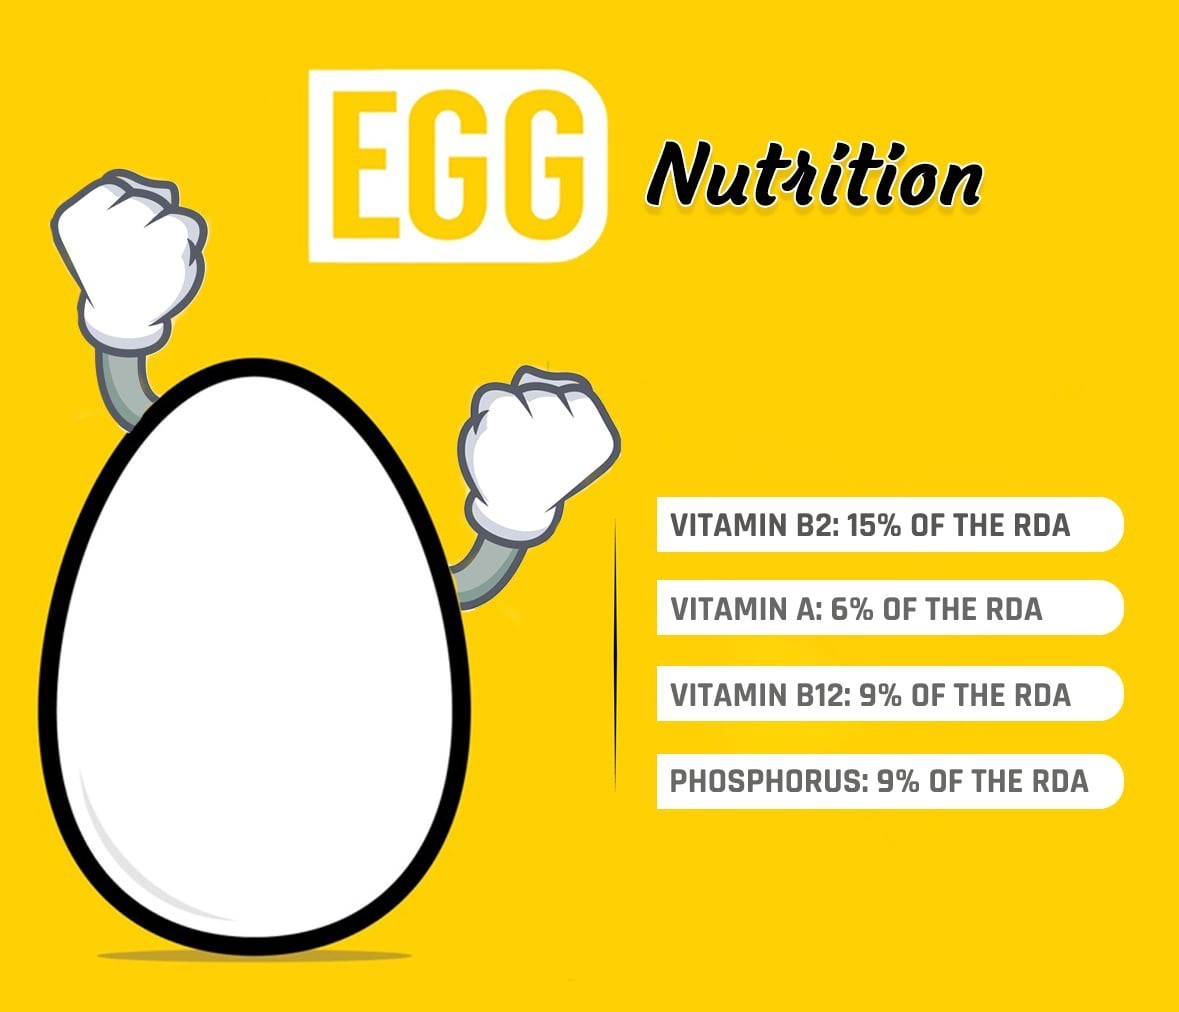 EGG Nutrition
VITAMIN B2: 15% OF THE RDA
VITAMIN A: 6% OF THE RDA
VITAMIN B12: 9% OF THE RDA
PHOSPHORUS: 9% OF THE RDA